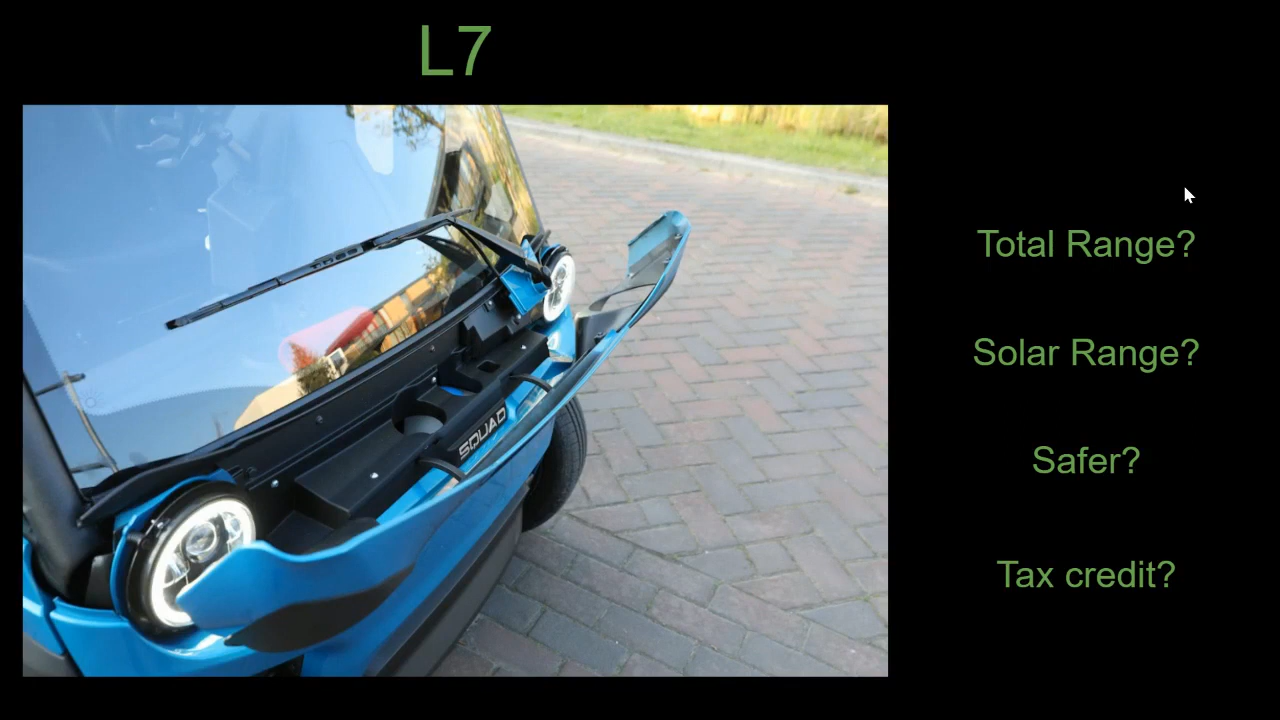 L7
SQUAD
Total Range?
Solar Range?
Safer?
Tax credit?